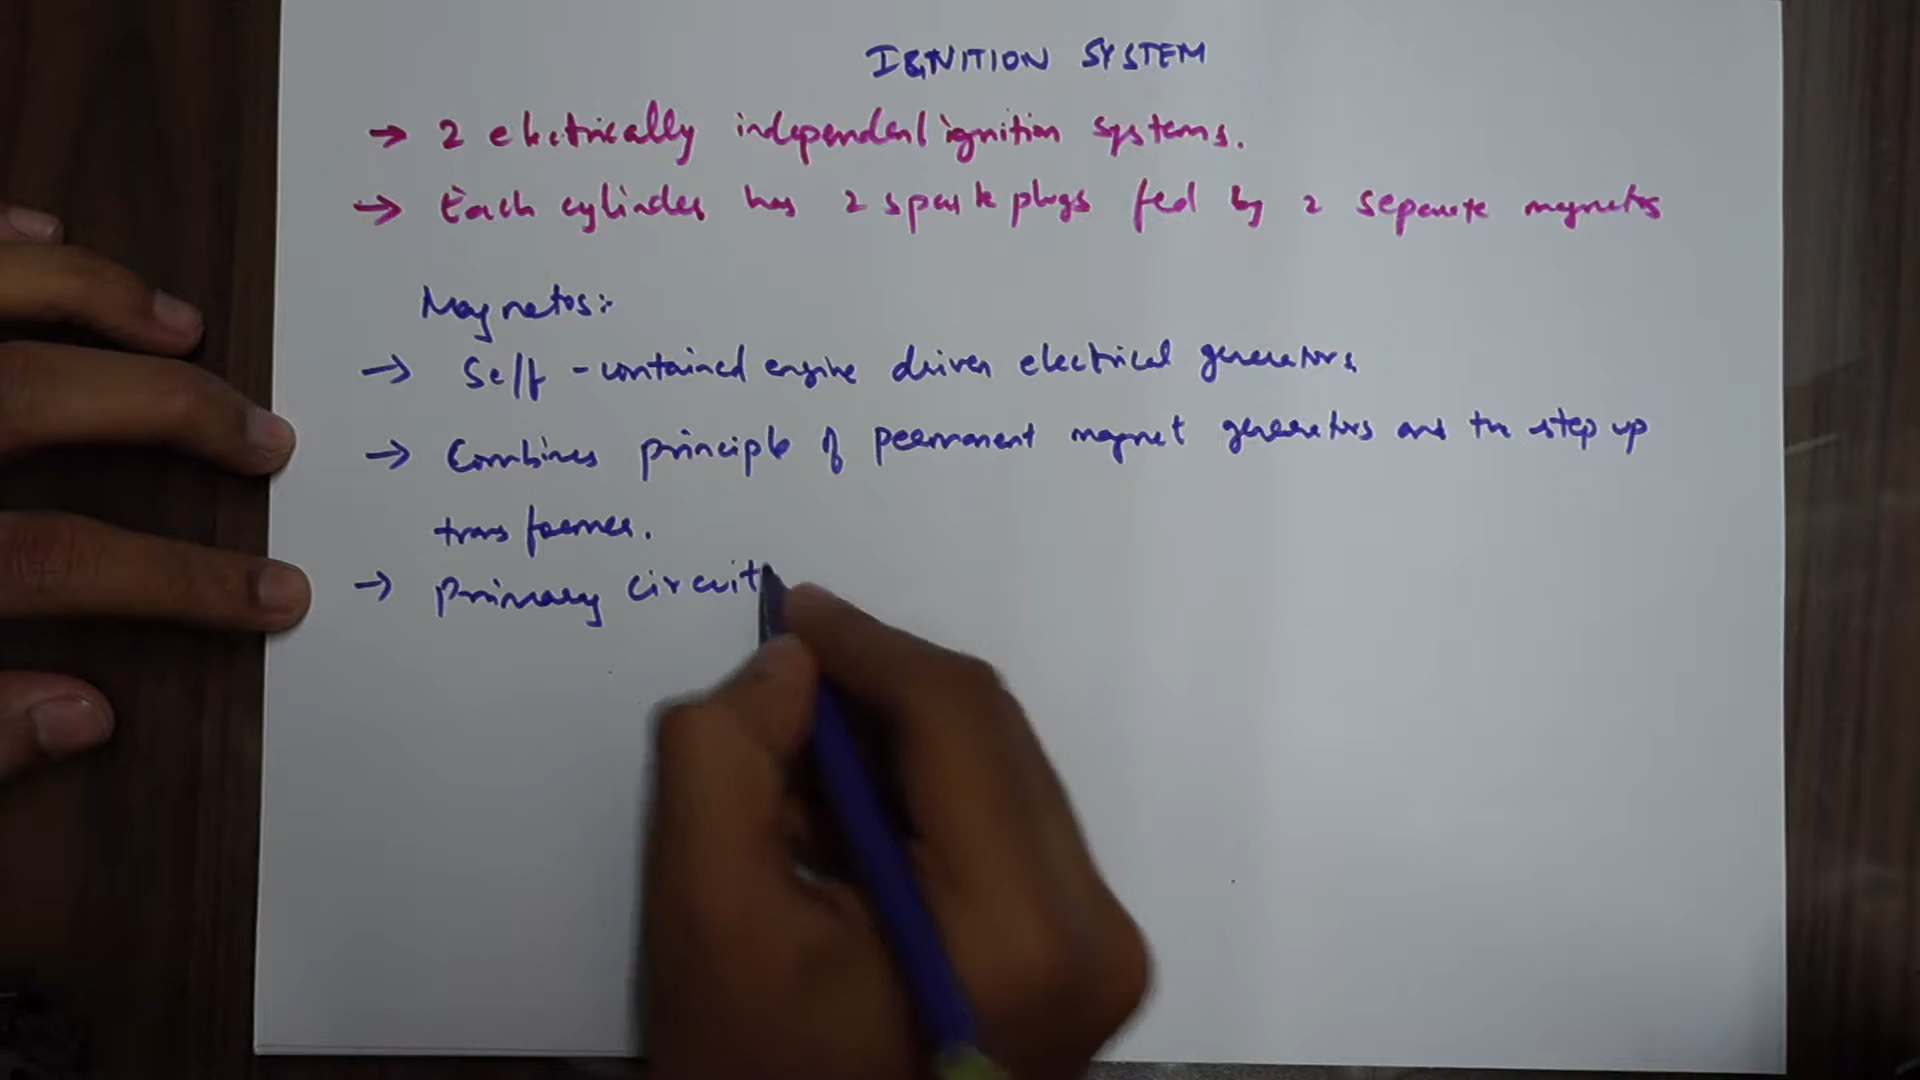 IGNITION SYSTEM
→ 2 electrically independent ignition systems.
→ Each cylinder has 2 spark plugs fed by 2 separate magnetos
Magnetos:
→ Self-contained engine driven electrical generators.
→ Combines principle of permanent magnet generators and the step up
transformer.
→ Primary circuit